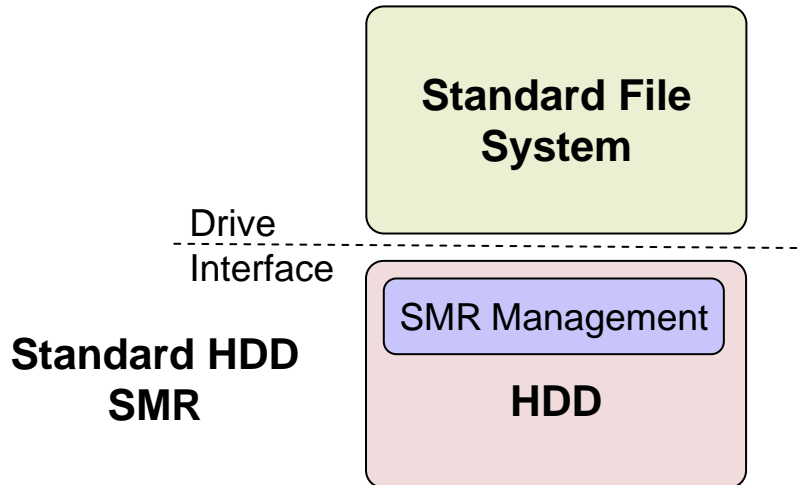 Standard File
System
Drive
Interface
SMR Management
Standard HDD
SMR
HDD